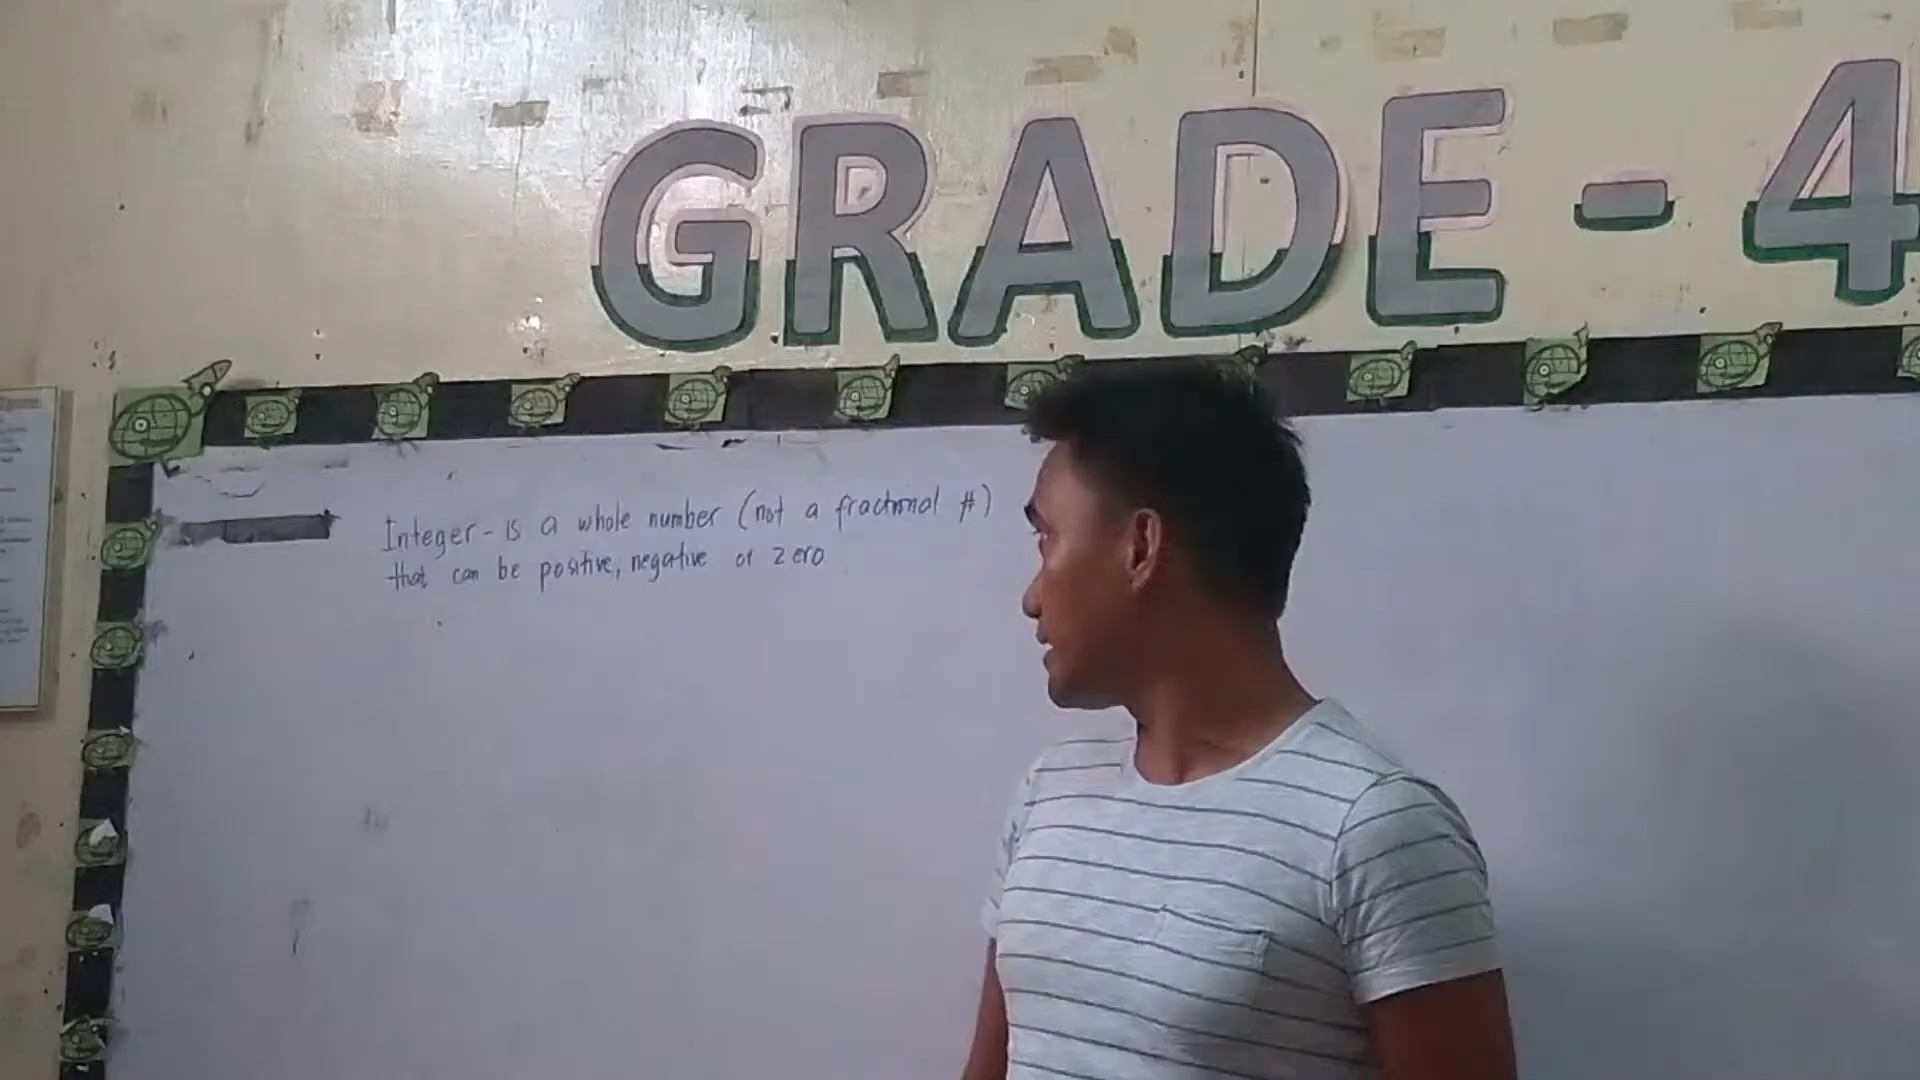 GRADE - 4
Integer - is a whole number (not a fractional #)
that can be positive, negative or zero